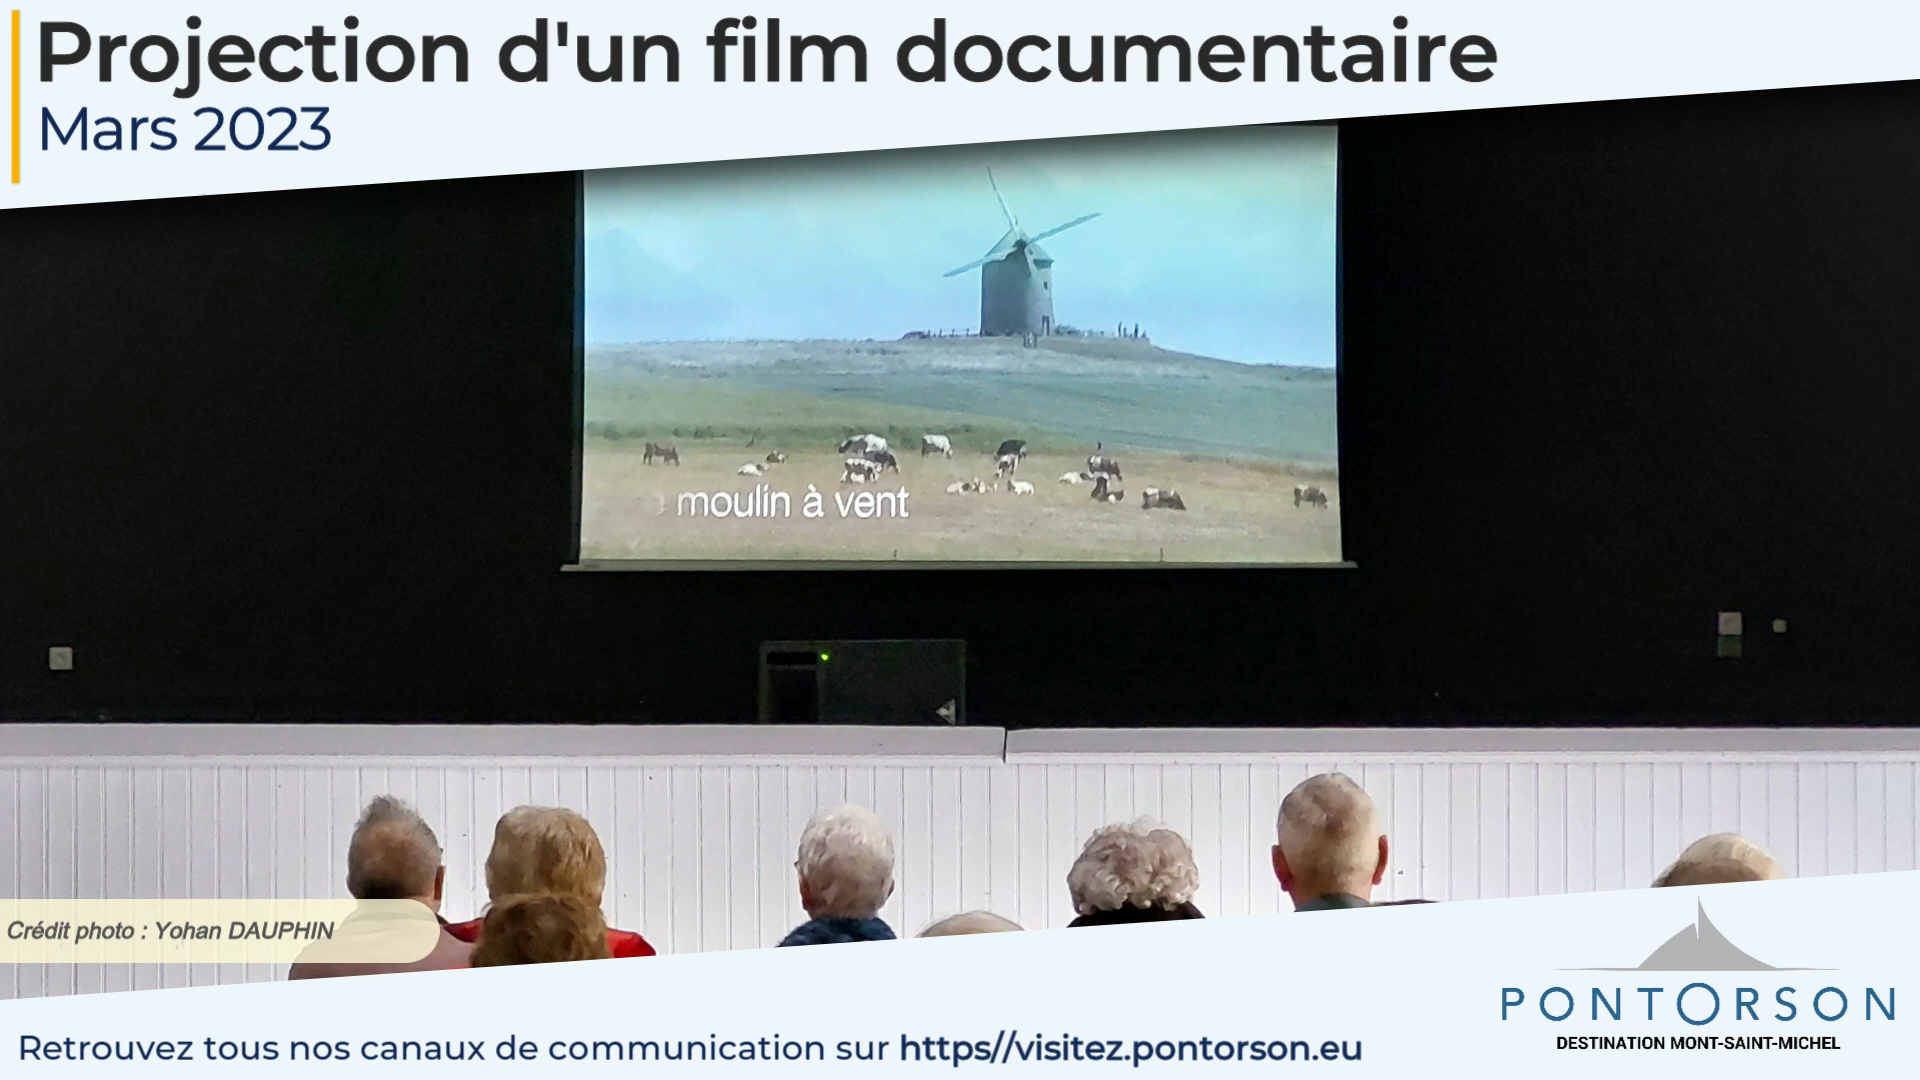 Projection d'un film documentaire
Mars 2023
moulin à vent
Crédit photo : Yohan DAUPHIN
PONTORSON
DESTINATION MONT-SAINT-MICHEL
Retrouvez tous nos canaux de communication sur https//visitez.pontorson.eu